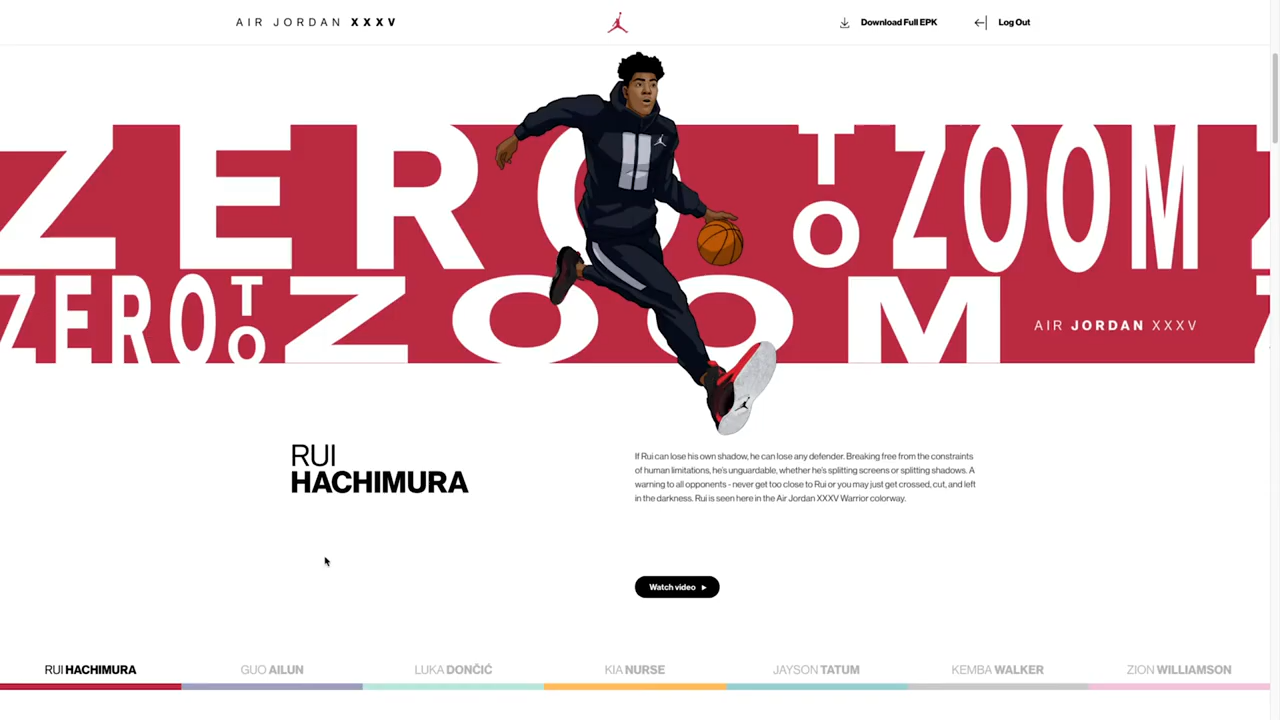 AIR JORDAN XXXV
Download Full EPK
Log Out
ZERO TO ZOOM
ZERO TO ZOOM
AIR JORDAN XXXV
RUI
HACHIMURA
If Rui can lose his own shadow, he can lose any defender. Breaking free from the constraints
of human limitations, he's unguardable, whether he's splitting screens or splitting shadows. A
warning to all opponents - never get too close to Rui or you may just get crossed, cut, and left
in the darkness. Rui is seen here in the Air Jordan XXXV Warrior colorway.
Watch video
RUI HACHIMURA
GUO AILUN
LUKA DONČIĆ
KIA NURSE
JAYSON TATUM
KEMBA WALKER
ZION WILLIAMSON